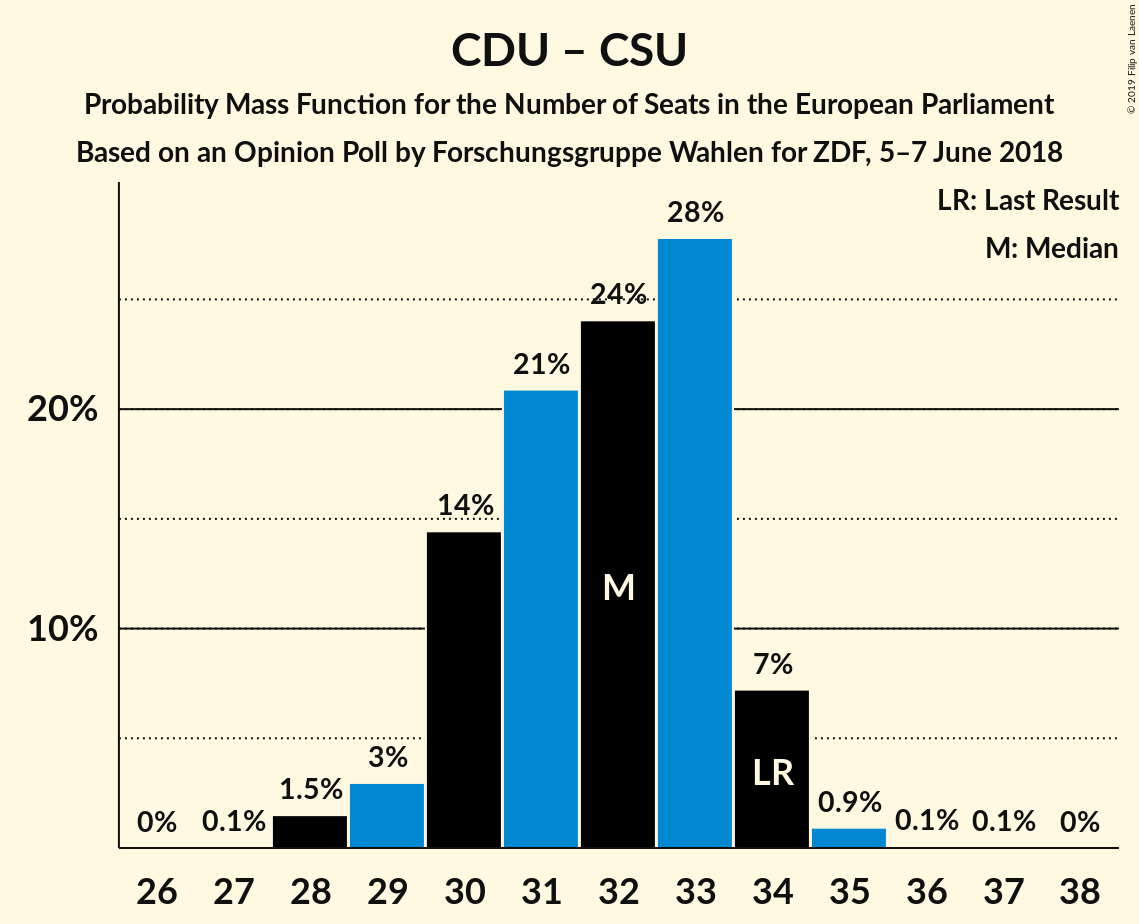 CDU – CSU
Probability Mass Function for the Number of Seats in the European Parliament
Based on an Opinion Poll by Forschungsgruppe Wahlen for ZDF, 5–7 June 2018
© 2019 Filip van Laenen
LR: Last Result
M: Median
28%
24%
21%
20%
14%
M
10%
7%
LR
3%
1.5%
0.9%
0%
0.1%
0.1%
0.1%
0%
26 27 28 29 30 31 32 33 34 35 36 37 38